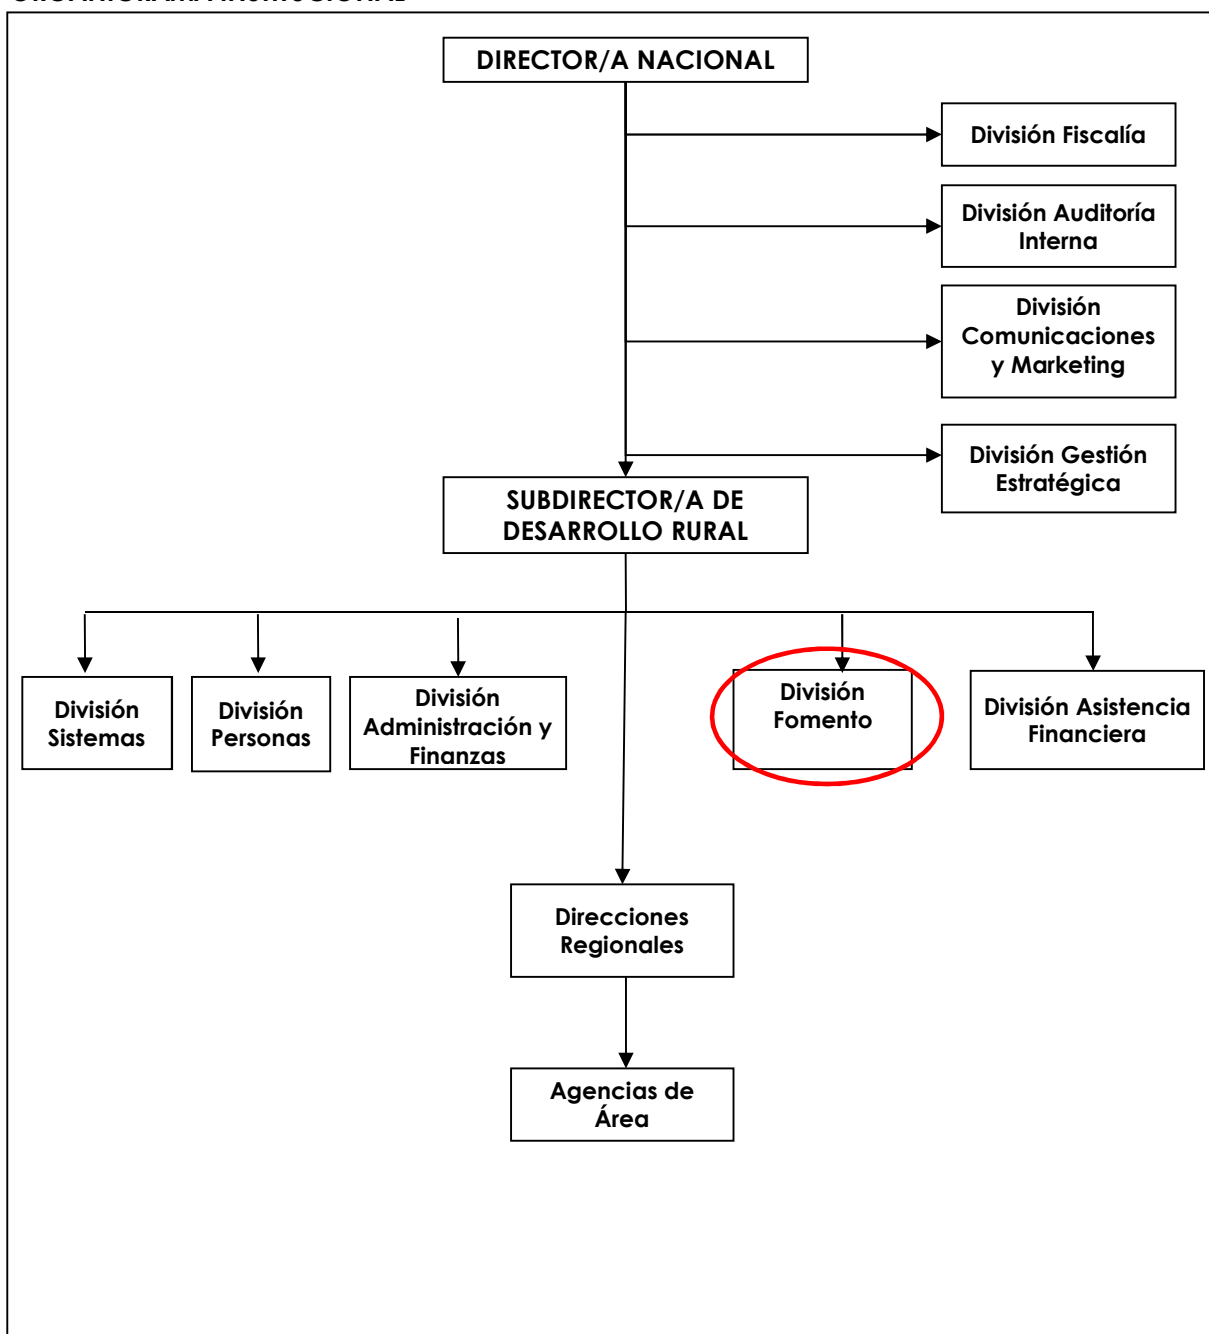 DIRECTOR/A NACIONAL
División Fiscalía
División Auditoría
Interna
División
Comunicaciones
y Marketing
División Gestión
Estratégica
SUBDIRECTOR/A DE
DESARROLLO RURAL
División
Sistemas
División
Personas
División
Administración y
Finanzas
División
Fomento
División Asistencia
Financiera
Direcciones
Regionales
Agencias de
Área